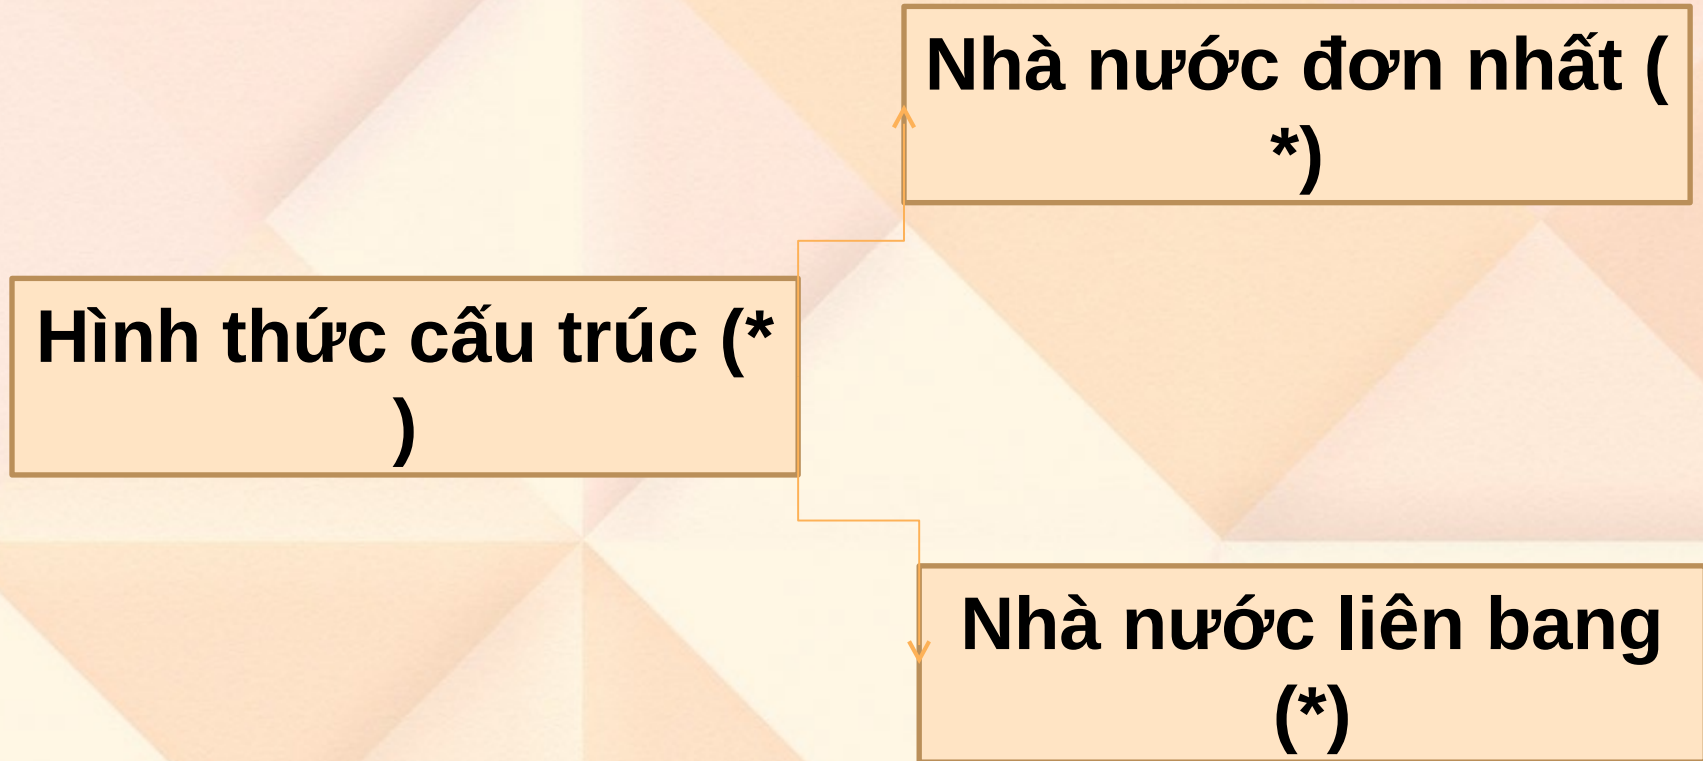 Nhà nước đơn nhất (
*)
Hình thức cấu trúc (*
)
Nhà nước liên bang
(*)